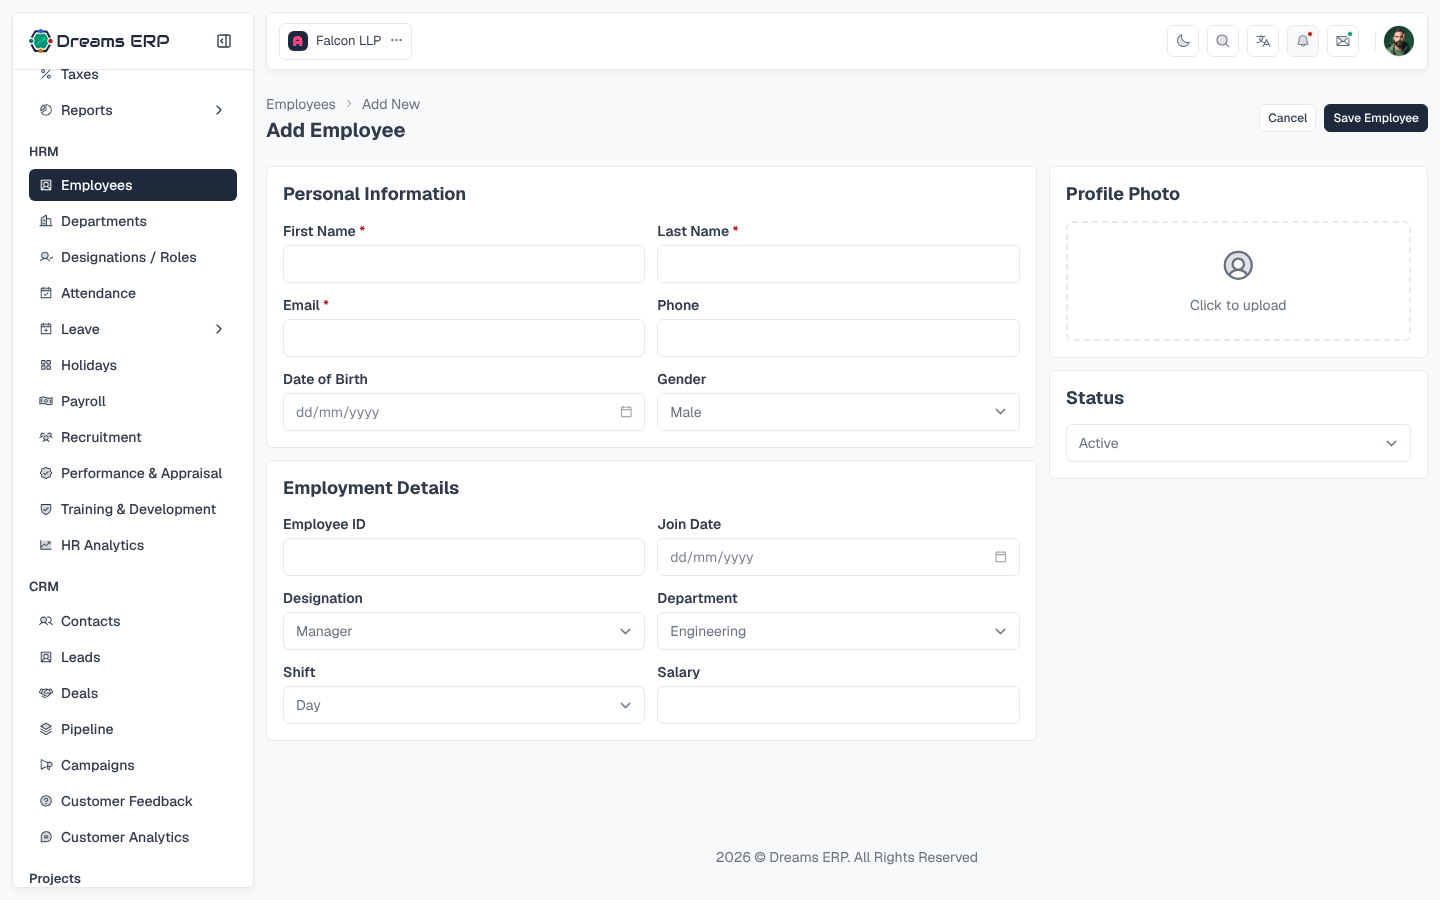 Dreams ERP
Taxes
Reports
HRM
Employees
Departments
Designations / Roles
Attendance
Leave
Holidays
Payroll
Recruitment
Performance & Appraisal
Training & Development
HR Analytics
CRM
Contacts
Leads
Deals
Pipeline
Campaigns
Customer Feedback
Customer Analytics
Projects
Falcon LLP
Employees > Add New
Add Employee
Cancel
Save Employee
Personal Information
First Name *
Last Name *
Email *
Phone
Date of Birth
Gender
dd/mm/yyyy
Male
Employment Details
Employee ID
Join Date
dd/mm/yyyy
Designation
Department
Manager
Engineering
Shift
Salary
Day
Profile Photo
Click to upload
Status
Active
2026 © Dreams ERP. All Rights Reserved